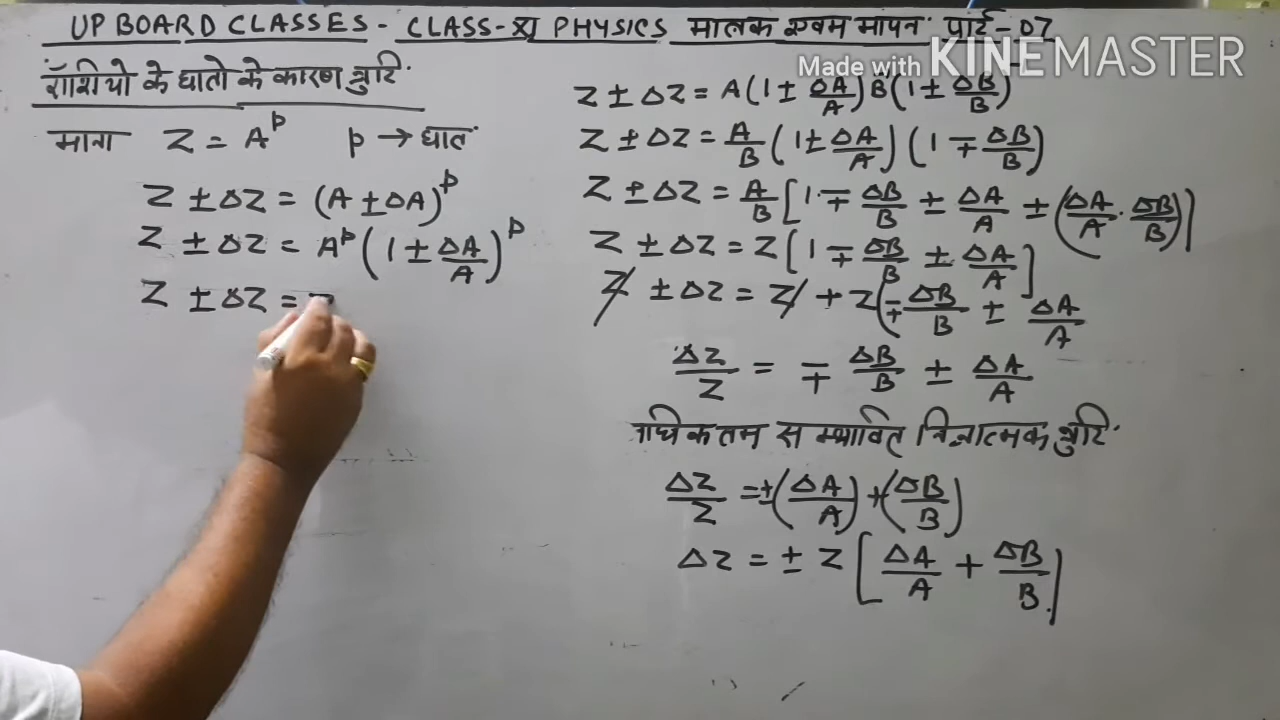 UP BOARD CLASSES - CLASS-XI PHYSICS मात्रक एवम मापन पार्ट-07
Made with KINEMASTER
रॉशियो के घातो के कारण त्रुटि
माना Z = A^p p → घात
Z ± ΔZ = (A ± ΔA)^p
Z ± ΔZ = A^p (1 ± ΔA/A)^p
Z ± ΔZ =
Z ± ΔZ = A(1 ± ΔA/A) B^-1(1 ± ΔB/B)^-1
Z ± ΔZ = A/B (1 ± ΔA/A) (1 ∓ ΔB/B)
Z ± ΔZ = A/B [1 ∓ ΔB/B ± ΔA/A ± (ΔA/A · ΔB/B)]
Z ± ΔZ = Z [1 ∓ ΔB/B ± ΔA/A]
Z ± ΔZ = Z + Z (∓ ΔB/B ± ΔA/A
ΔZ/Z = ∓ ΔB/B ± ΔA/A
धिकतम सम्भावित भिन्नात्मक त्रुटि
ΔZ/Z = ± (ΔA/A) + (ΔB/B)
ΔZ = ± Z [ΔA/A + ΔB/B]